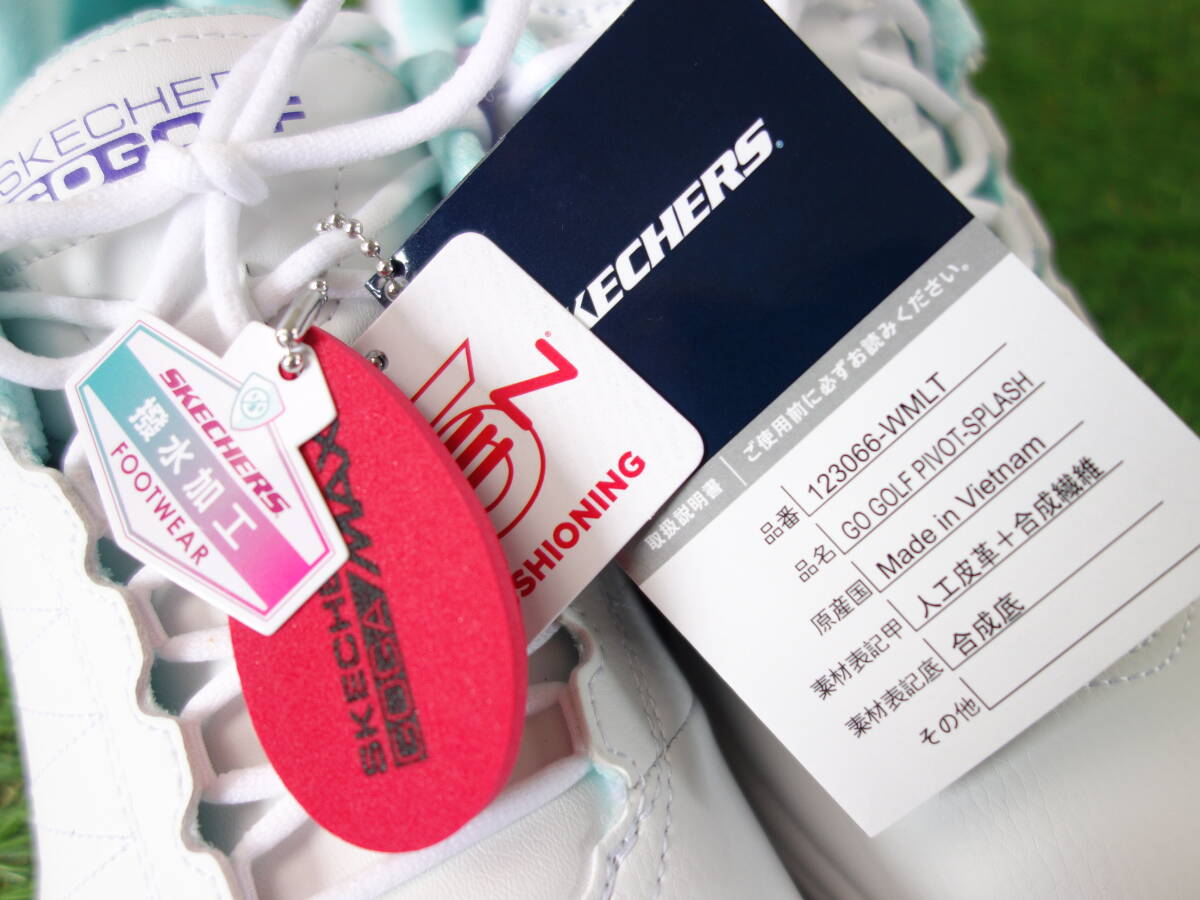 SKECHERS
GO GOLF
SKECHERS
撥水加工
FOOTWEAR
SKECHERS
SHIONING
SKECHERS
取扱説明書 ご使用前に必ずお読みください。
品番 123066-WMLT
品名 GO GOLF PIVOT-SPLASH
原産国 Made in Vietnam
素材表記甲 人工皮革＋合成繊維
素材表記底 合成底
その他